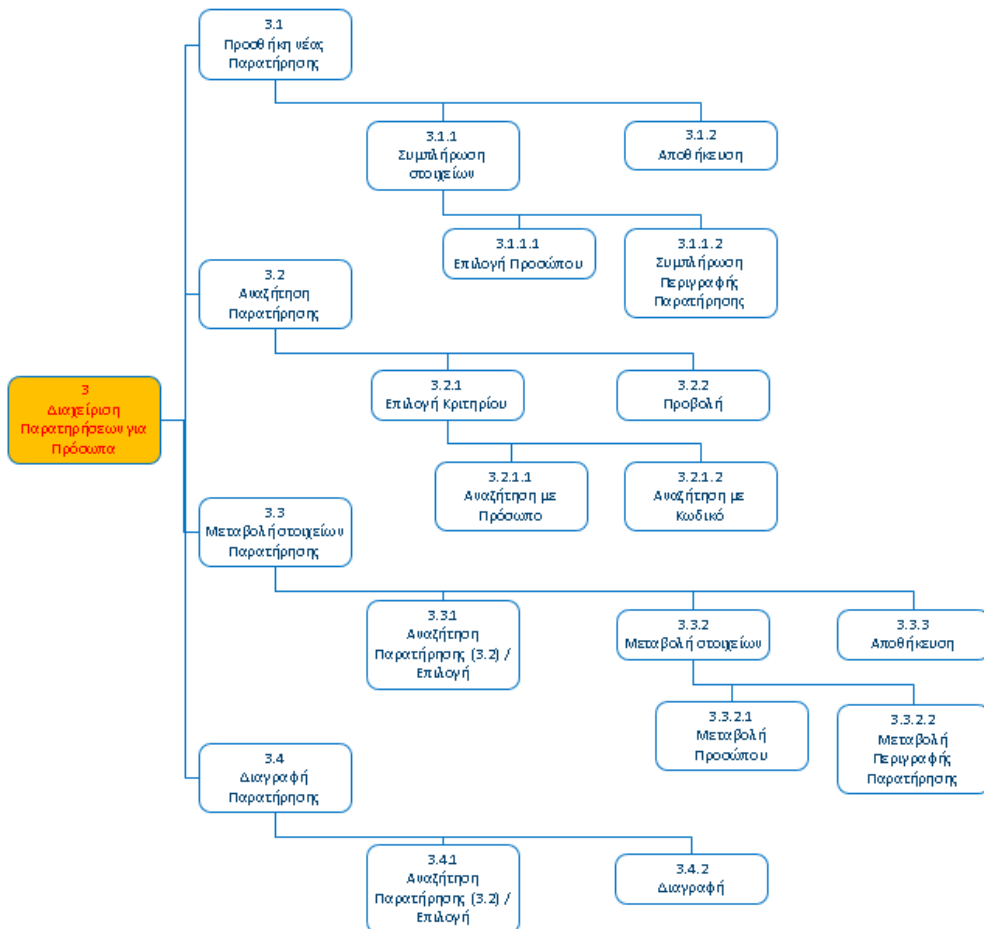 3.1
Προσθήκη νέας
Παρατήρησης
3.1.1
Συμπλήρωση
στοιχείων
3.1.2
Αποθήκευση
3.1.1.1
Επιλογή Προσώπου
3.1.1.2
Συμπλήρωση
Περιγραφής
Παρατήρησης
3.2
Αναζήτηση
Παρατήρησης
3.2.1
Επιλογή Κριτηρίου
3.2.2
Προβολή
3
Διαχείριση
Παρατηρήσεων για
Πρόσωπα
3.2.1.1
Αναζήτηση με
Πρόσωπο
3.2.1.2
Αναζήτηση με
Κωδικό
3.3
Μεταβολή στοιχείων
Παρατήρησης
3.3.1
Αναζήτηση
Παρατήρησης (3.2) /
Επιλογή
3.3.2
Μεταβολή στοιχείων
3.3.3
Αποθήκευση
3.3.2.1
Μεταβολή
Προσώπου
3.3.2.2
Μεταβολή
Περιγραφής
Παρατήρησης
3.4
Διαγραφή
Παρατήρησης
3.4.1
Αναζήτηση
Παρατήρησης (3.2) /
Επιλογή
3.4.2
Διαγραφή